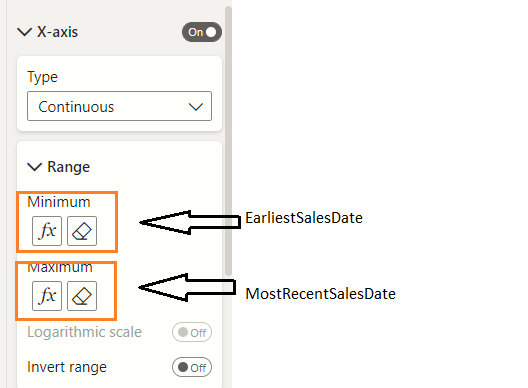 X-axis On
Type
Continuous
Range
Minimum
fx
EarliestSalesDate
Maximum
fx
MostRecentSalesDate
Logarithmic scale Off
Invert range Off